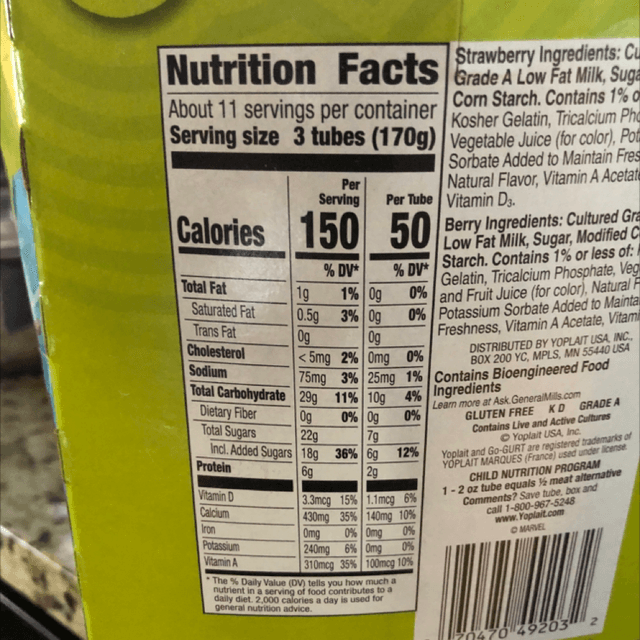 Nutrition Facts
About 11 servings per container
Serving size 3 tubes (170g)
Per Serving Per Tube
Calories 150 50
% DV* % DV*
Total Fat 1g 1% 0g 0%
Saturated Fat 0.5g 3% 0g 0%
Trans Fat 0g 0g
Cholesterol < 5mg 2% 0mg 0%
Sodium 75mg 3% 25mg 1%
Total Carbohydrate 29g 11% 10g 4%
Dietary Fiber 0g 0% 0g 0%
Total Sugars 22g 7g
Incl. Added Sugars 18g 36% 6g 12%
Protein 6g 2g
Vitamin D 3.3mcg 15% 1.1mcg 6%
Calcium 430mg 35% 140mg 10%
Iron 0mg 0% 0mg 0%
Potassium 240mg 6% 0mg 0%
Vitamin A 310mcg 35% 100mcg 10%
* The % Daily Value (DV) tells you how much a
nutrient in a serving of food contributes to a
daily diet. 2,000 calories a day is used for
general nutrition advice.
Strawberry Ingredients: Cu
Grade A Low Fat Milk, Suga
Corn Starch. Contains 1% o
Kosher Gelatin, Tricalcium Pho
Vegetable Juice (for color), Pot
Sorbate Added to Maintain Fres
Natural Flavor, Vitamin A Acetate
Vitamin D3.
Berry Ingredients: Cultured Gra
Low Fat Milk, Sugar, Modified C
Starch. Contains 1% or less of:
Gelatin, Tricalcium Phosphate, Veg
and Fruit Juice (for color), Natural F
Potassium Sorbate Added to Mainta
Freshness, Vitamin A Acetate, Vitami
DISTRIBUTED BY YOPLAIT USA, INC.,
BOX 200 YC, MPLS, MN 55440 USA
Contains Bioengineered Food
Ingredients
Learn more at Ask.GeneralMills.com
GLUTEN FREE K D GRADE A
Contains Live and Active Cultures
© Yoplait USA, Inc.
Yoplait and Go-GURT are registered trademarks of
YOPLAIT MARQUES (France) used under license.
CHILD NUTRITION PROGRAM
1 - 2 oz tube equals ½ meat alternative
Comments? Save tube, box and
call 1-800-967-5248
www.Yoplait.com
© MARVEL
70470 49203 2